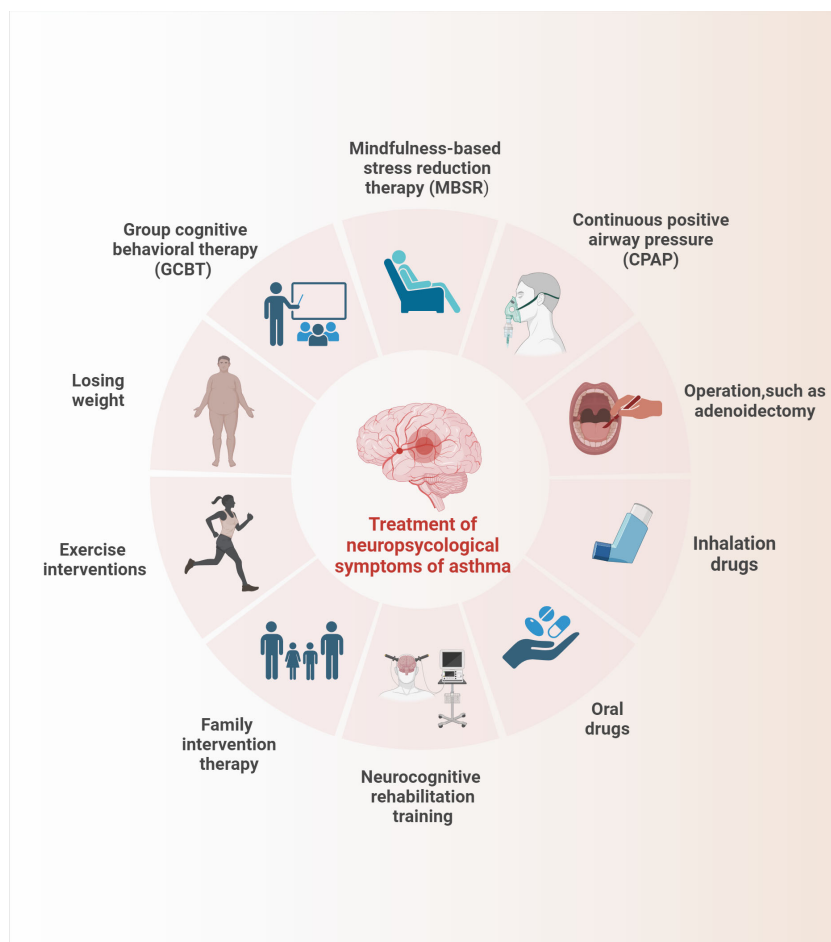 Mindfulness-based
stress reduction
therapy (MBSR)
Continuous positive
airway pressure
(CPAP)
Operation,such as
adenoidectomy
Inhalation
drugs
Oral
drugs
Neurocognitive
rehabilitation
training
Family
intervention
therapy
Exercise
interventions
Losing
weight
Group cognitive
behavioral therapy
(GCBT)
Treatment of
neuropsycological
symptoms of asthma